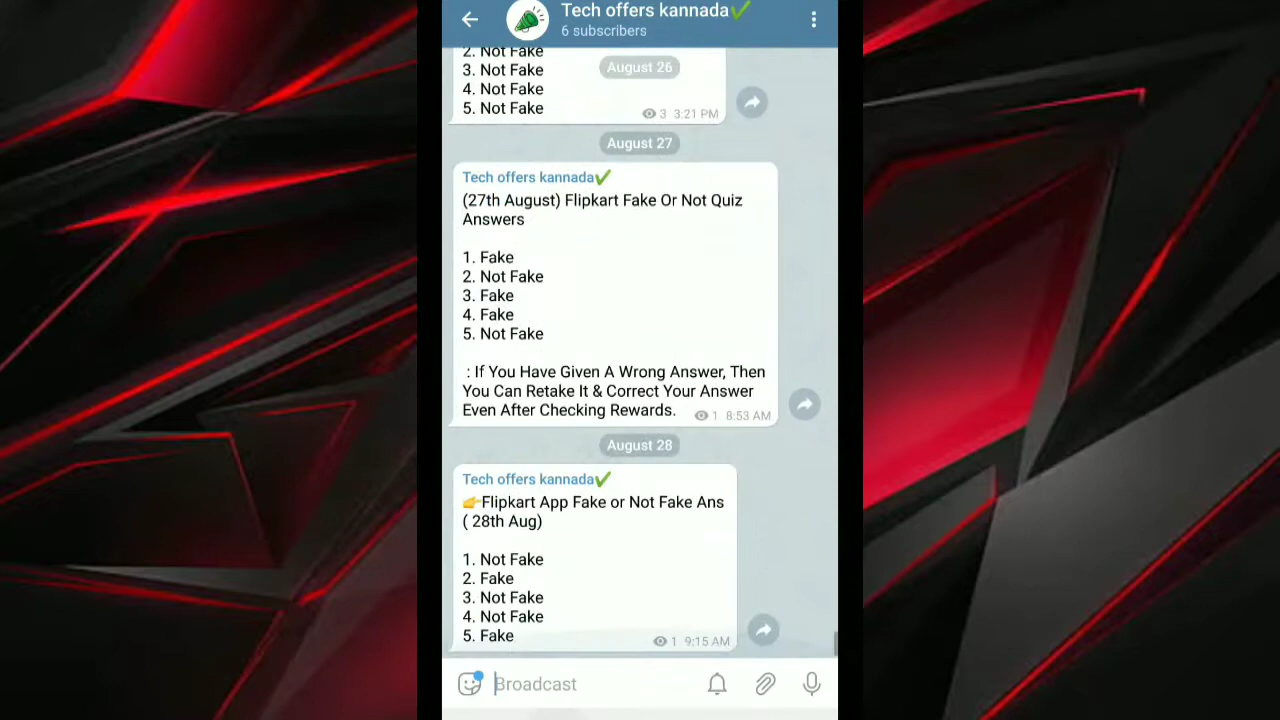 Tech offers kannada✔
6 subscribers
2. Not Fake
August 26
3. Not Fake
4. Not Fake
5. Not Fake
3 3:21 PM
August 27
Tech offers kannada✔
(27th August) Flipkart Fake Or Not Quiz
Answers
1. Fake
2. Not Fake
3. Fake
4. Fake
5. Not Fake
: If You Have Given A Wrong Answer, Then
You Can Retake It & Correct Your Answer
Even After Checking Rewards.
1 8:53 AM
August 28
Tech offers kannada✔
👉Flipkart App Fake or Not Fake Ans
( 28th Aug)
1. Not Fake
2. Fake
3. Not Fake
4. Not Fake
5. Fake
1 9:15 AM
Broadcast